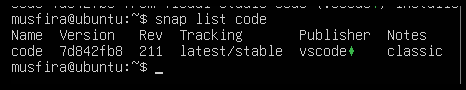 musfira@ubuntu:~$ snap list code
Name Version Rev Tracking Publisher Notes
code 7d842fb8 211 latest/stable vscode♦ classic
musfira@ubuntu:~$ _